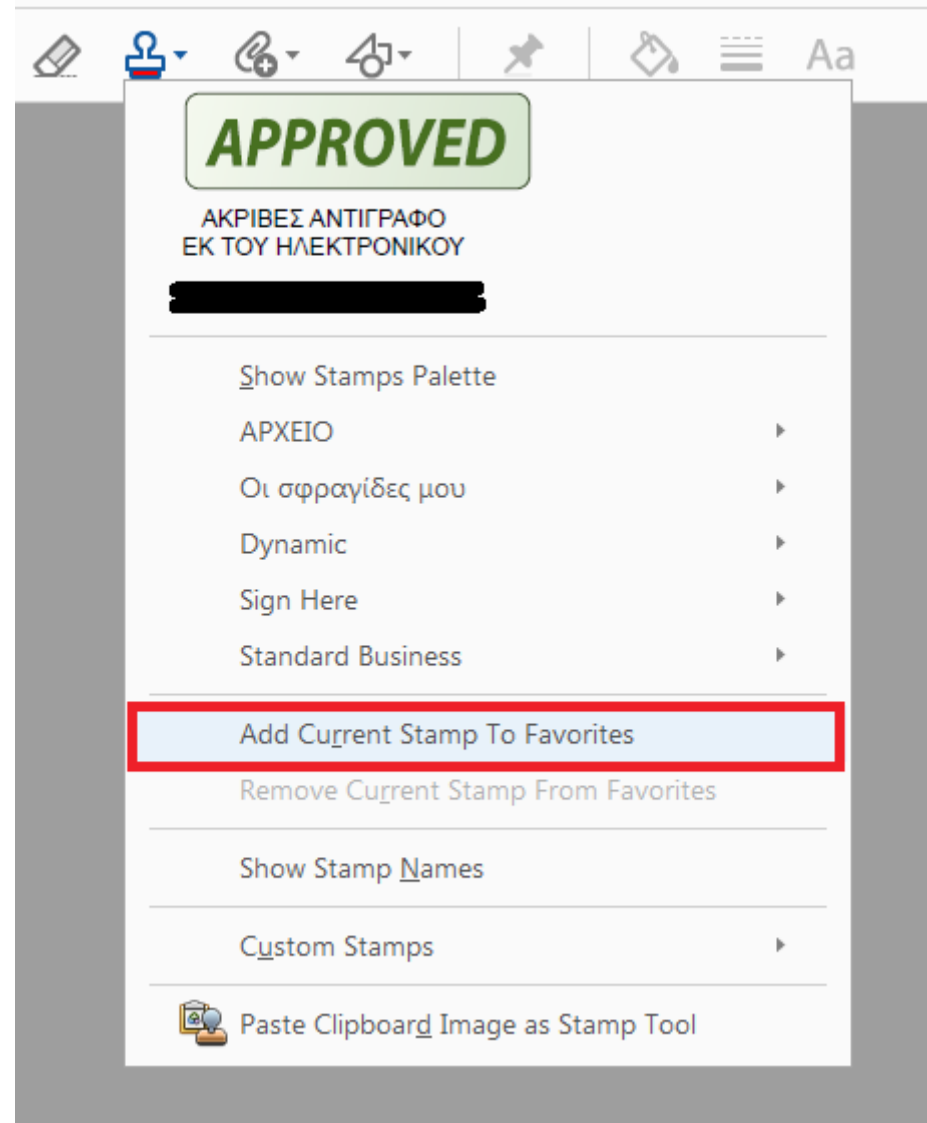 Aa
APPROVED
ΑΚΡΙΒΕΣ ΑΝΤΙΓΡΑΦΟ
ΕΚ ΤΟΥ ΗΛΕΚΤΡΟΝΙΚΟΥ
Show Stamps Palette
ΑΡΧΕΙΟ
Οι σφραγίδες μου
Dynamic
Sign Here
Standard Business
Add Current Stamp To Favorites
Remove Current Stamp From Favorites
Show Stamp Names
Custom Stamps
Paste Clipboard Image as Stamp Tool